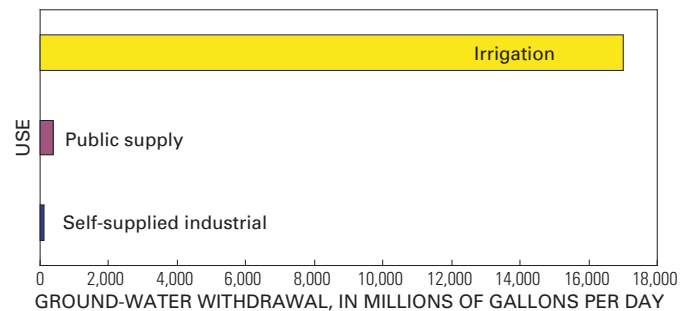 Irrigation
USE
Public supply
Self-supplied industrial
0 2,000 4,000 6,000 8,000 10,000 12,000 14,000 16,000 18,000
GROUND-WATER WITHDRAWAL, IN MILLIONS OF GALLONS PER DAY